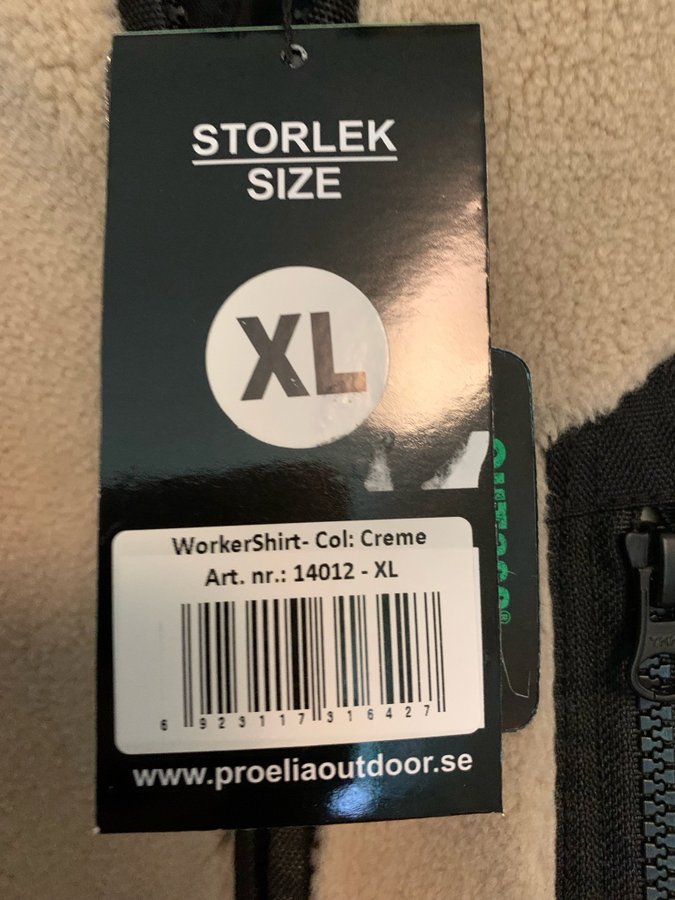 STORLEK
SIZE
XL
WorkerShirt- Col: Creme
Art. nr.: 14012 - XL
6 923117 316427
www.proeliaoutdoor.se